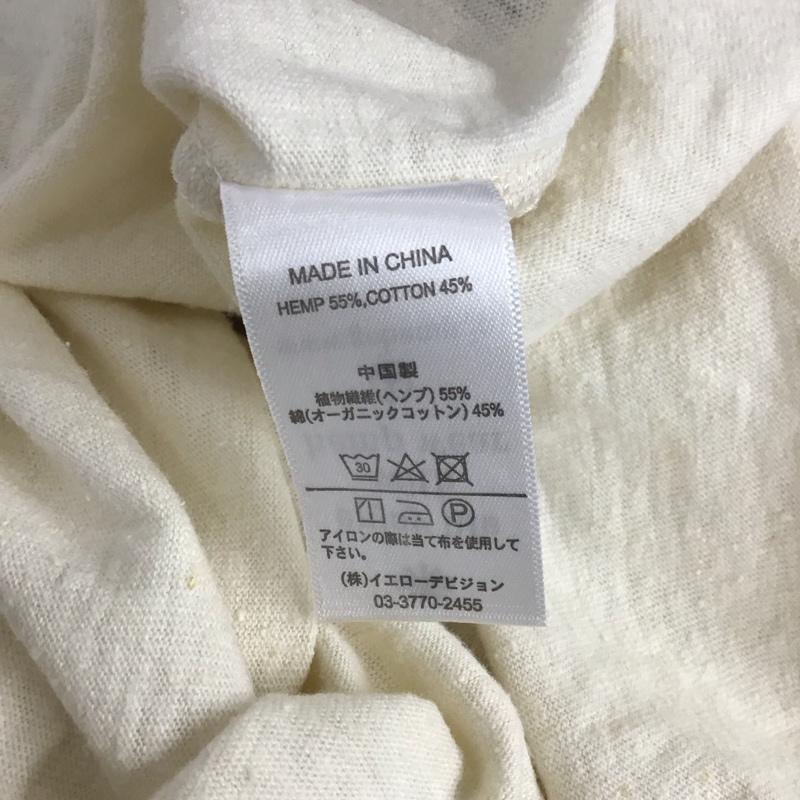 MADE IN CHINA
HEMP 55%,COTTON 45%
中国製
植物繊維(ヘンプ) 55%
綿(オーガニックコットン) 45%
30
P
アイロンの際は当て布を使用して
下さい。
(株)イエローデビジョン
03-3770-2455